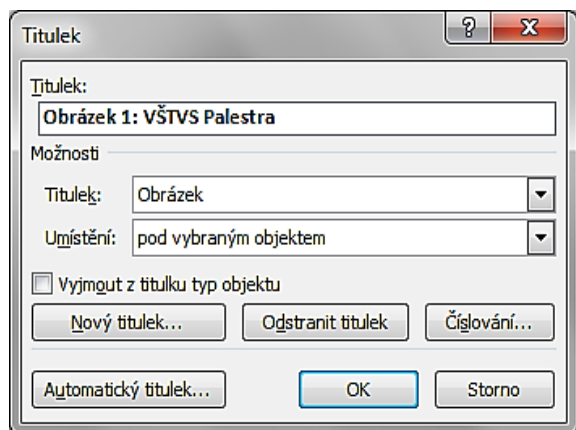 Titulek
?
Titulek:
Obrázek 1: VŠTVS Palestra
Možnosti
Titulek: Obrázek
Umístění: pod vybraným objektem
Vyjmout z titulku typ objektu
Nový titulek... Odstranit titulek Číslování...
Automatický titulek... OK Storno